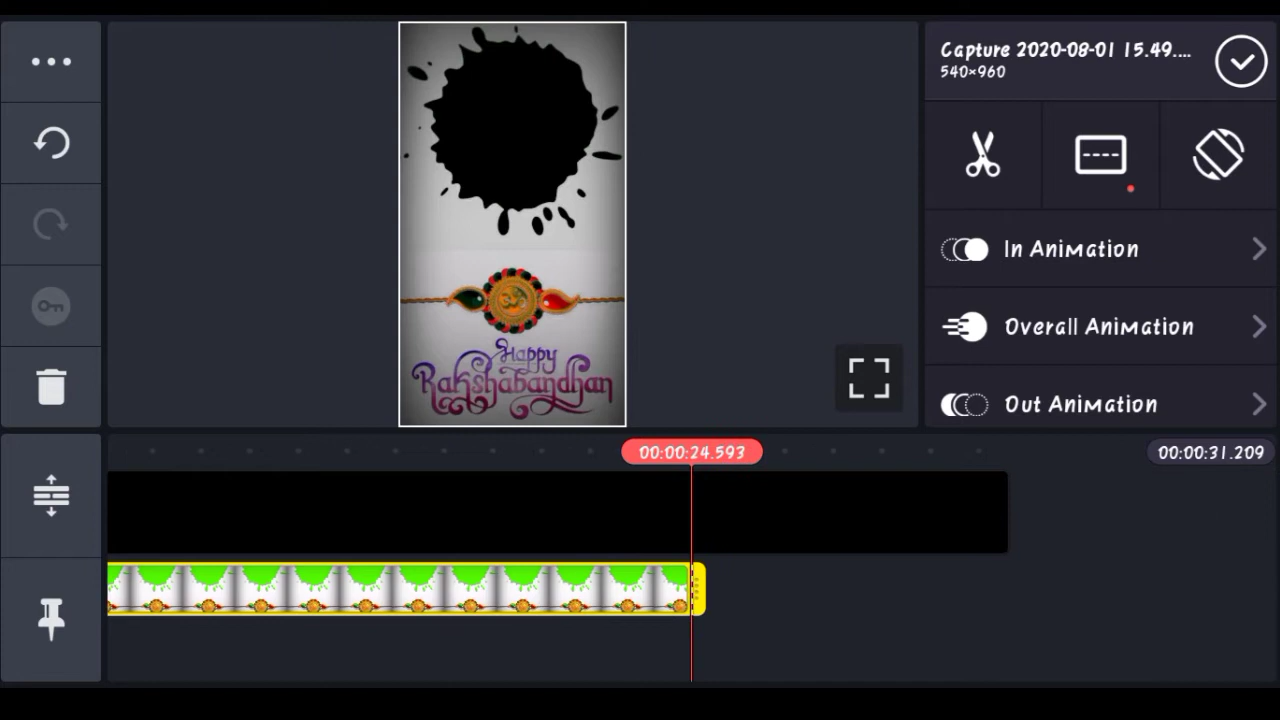 Capture 2020-08-01 15.49....
540×960
In Animation
Overall Animation
Out Animation
Happy
Rakshabandhan
00:00:24.593
00:00:31.209